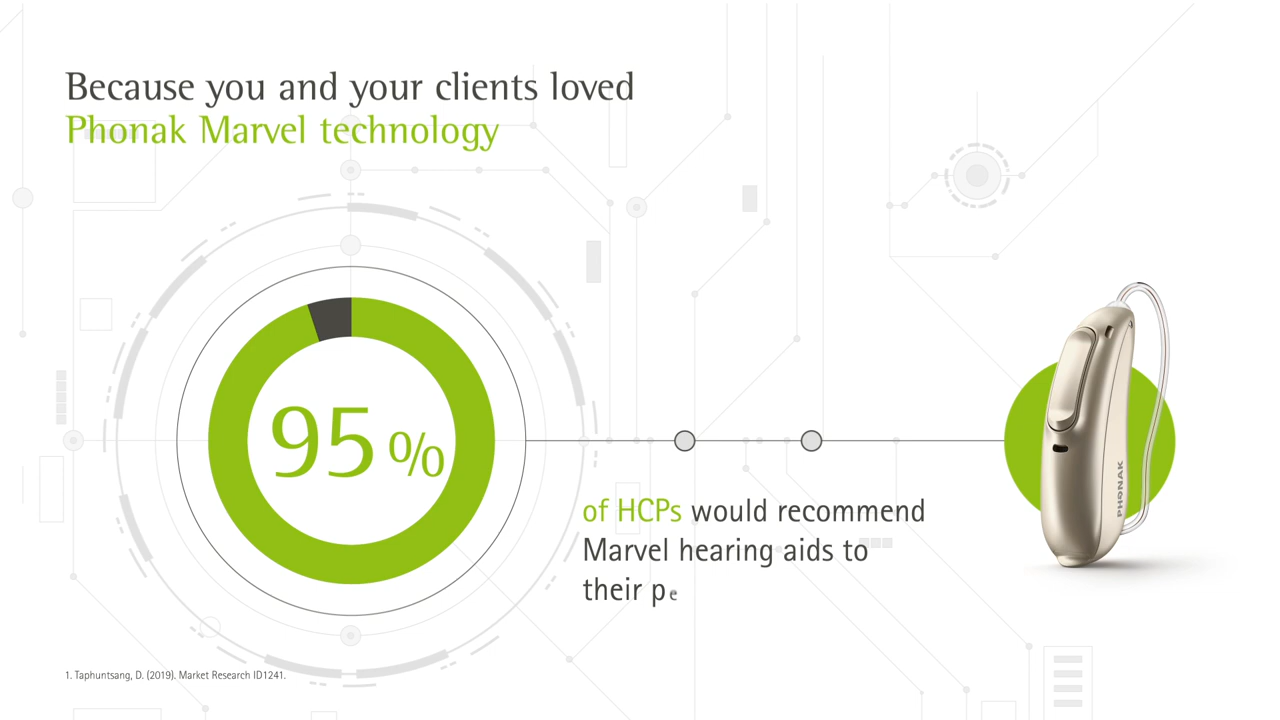 Because you and your clients loved
Phonak Marvel technology
95 %
of HCPs would recommend
Marvel hearing aids to
their pe
PHONAK
1. Taphuntsang, D. (2019). Market Research ID1241.